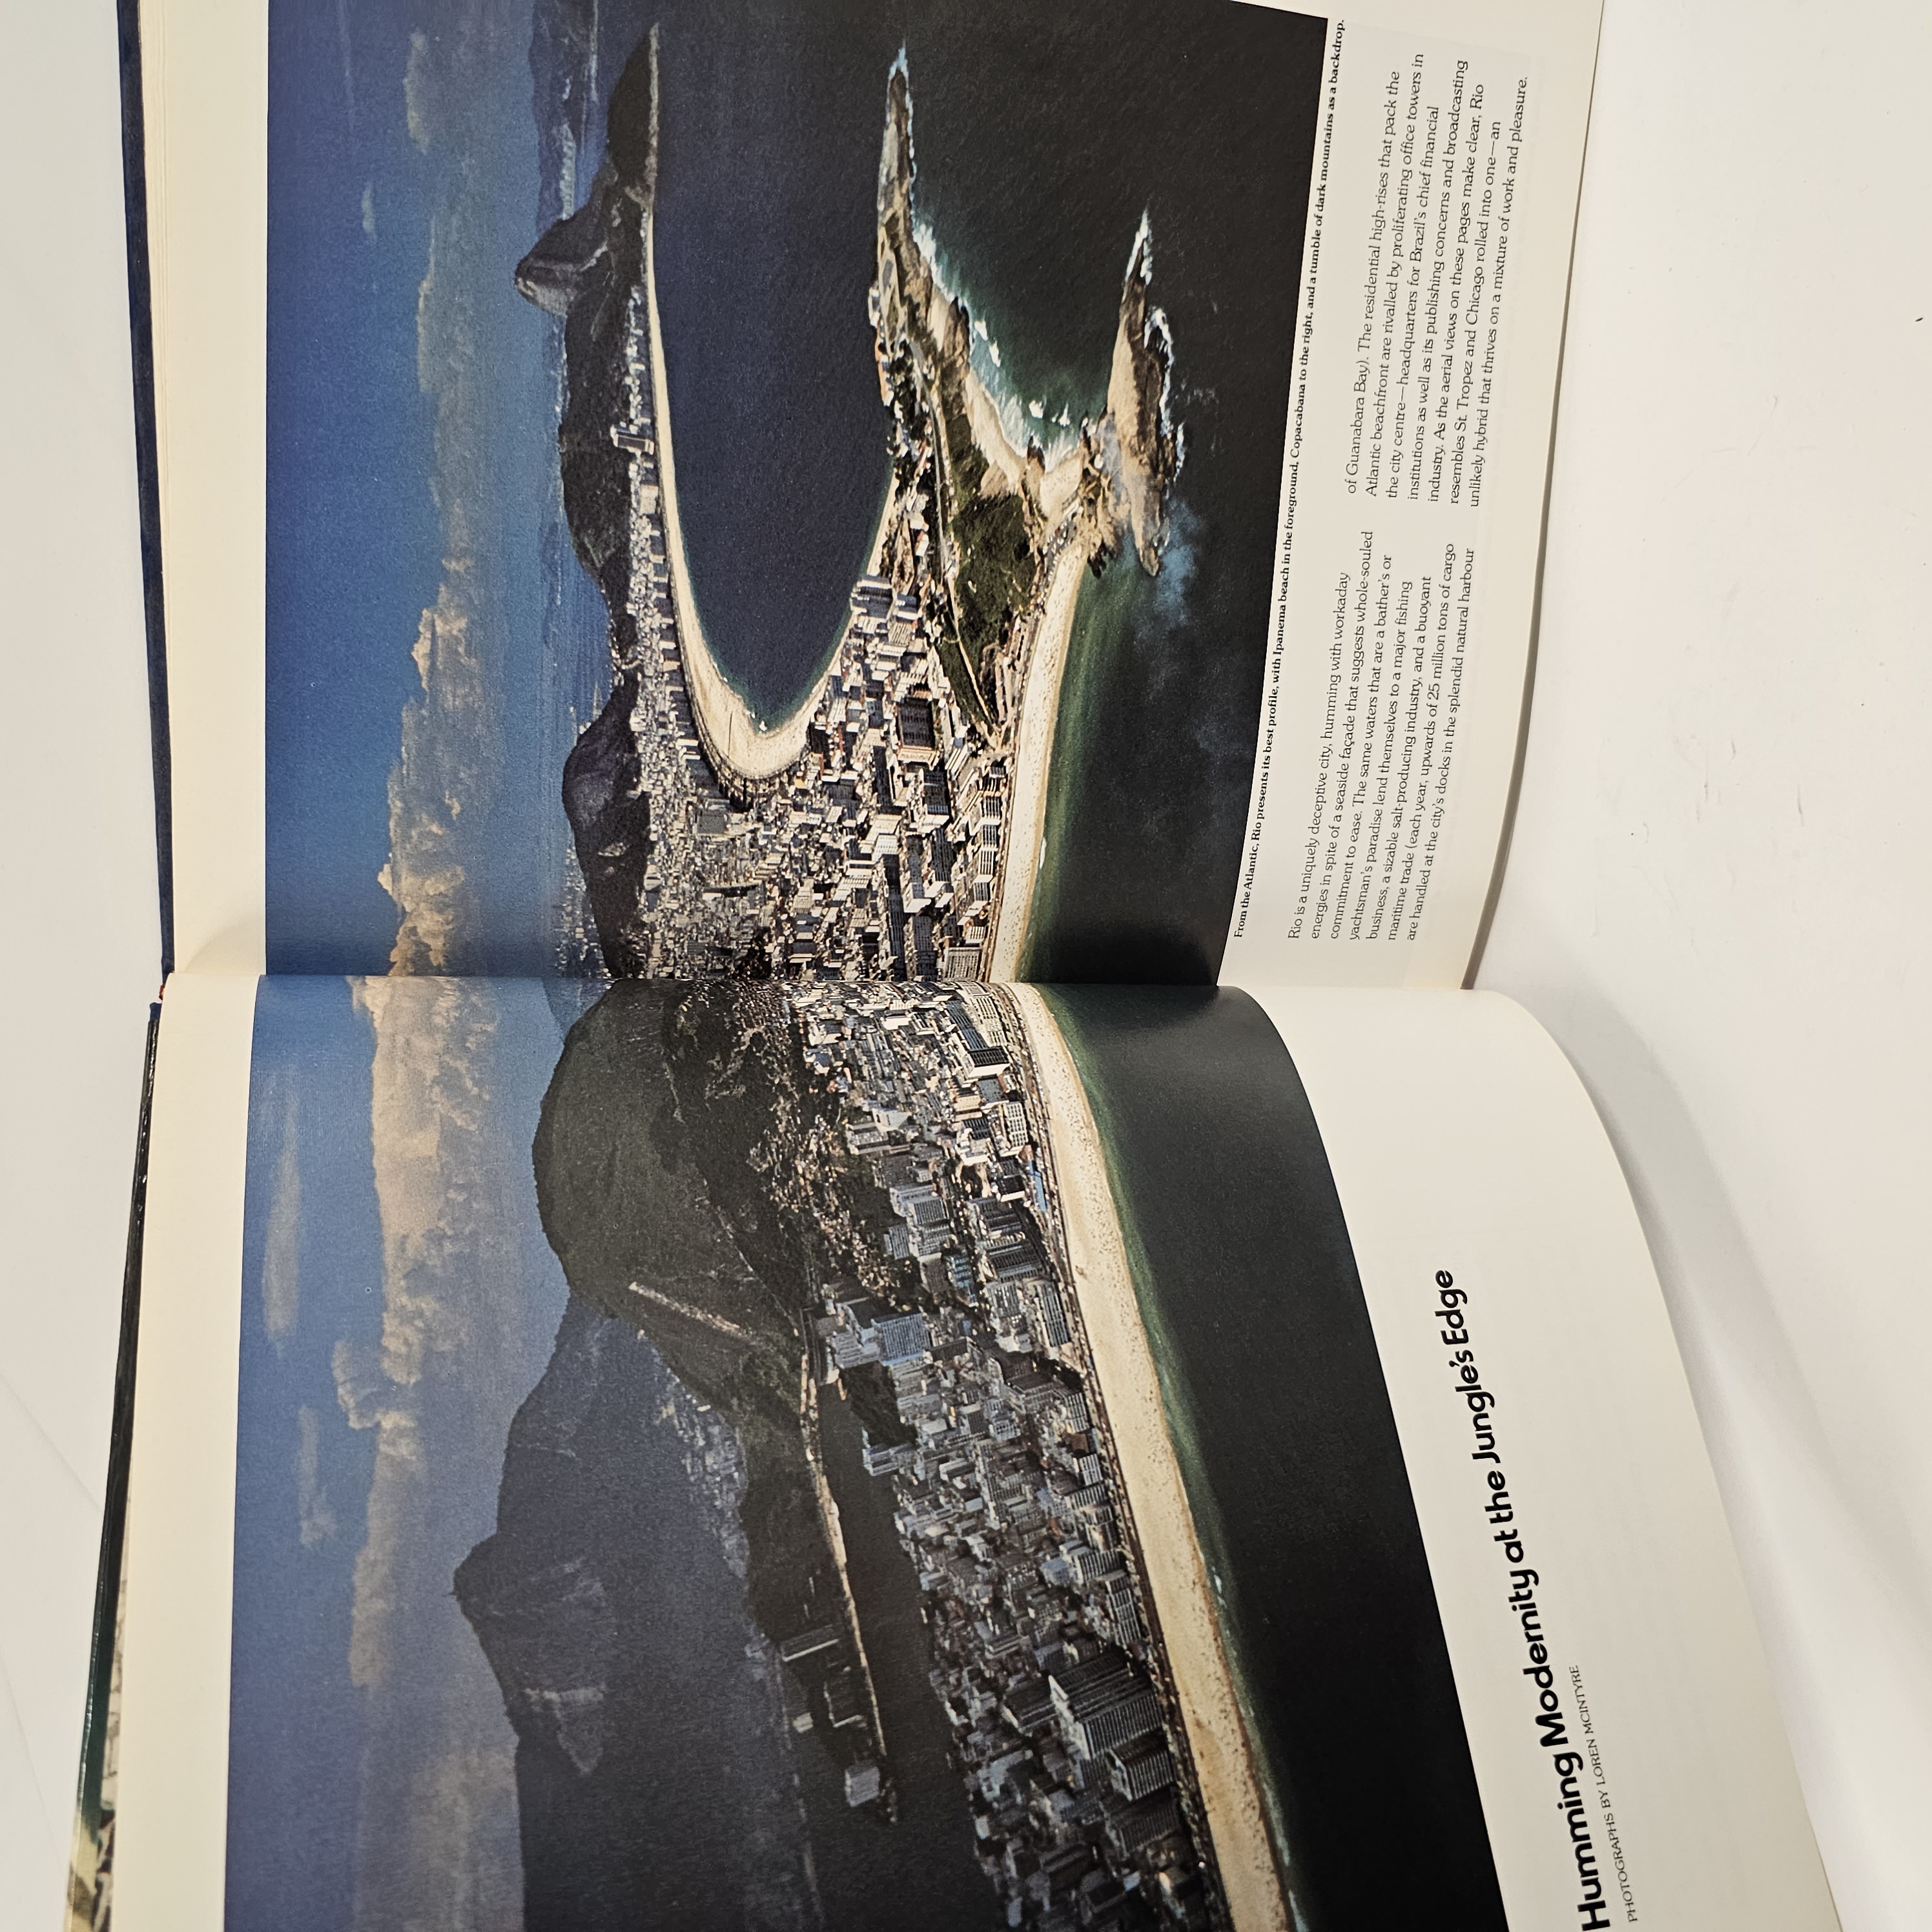 Humming Modernity at the Jungle's Edge
PHOTOGRAPHS BY LOREN MCINTYRE
From the Atlantic, Rio presents its best profile, with Ipanema beach in the foreground, Copacabana to the right, and a tumble of dark mountains as a backdrop.
Rio is a uniquely deceptive city, humming with workaday
energies in spite of a seaside façade that suggests whole-souled
commitment to ease. The same waters that are a bather's or
yachtsman's paradise lend themselves to a major fishing
business, a sizable salt-producing industry, and a buoyant
maritime trade (each year, upwards of 25 million tons of cargo
are handled at the city's docks in the splendid natural harbour
of Guanabara Bay). The residential high-rises that pack the
Atlantic beachfront are rivalled by proliferating office towers in
the city centre—headquarters for Brazil's chief financial
institutions as well as its publishing concerns and broadcasting
industry. As the aerial views on these pages make clear, Rio
resembles St. Tropez and Chicago rolled into one—an
unlikely hybrid that thrives on a mixture of work and pleasure.